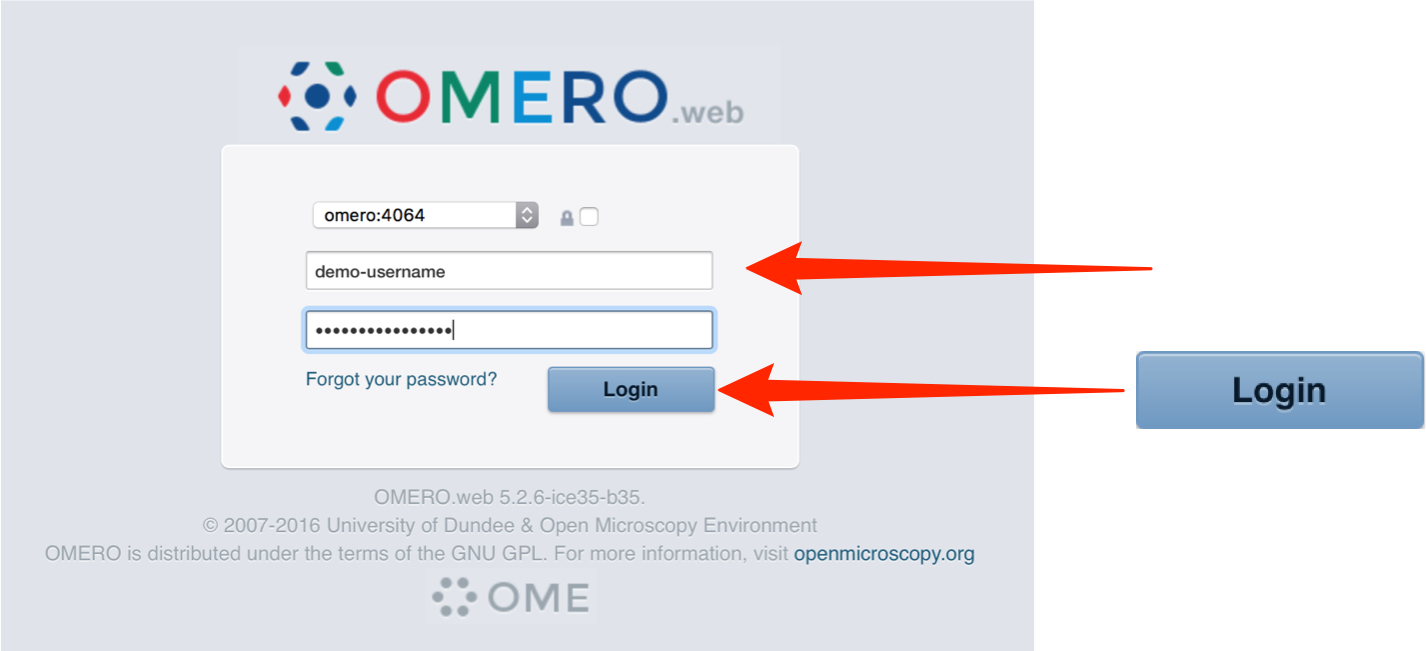 OMERO.web
omero:4064
demo-username
••••••••••••••••
Forgot your password?
Login
Login
OMERO.web 5.2.6-ice35-b35.
© 2007-2016 University of Dundee & Open Microscopy Environment
OMERO is distributed under the terms of the GNU GPL. For more information, visit openmicroscopy.org
OME